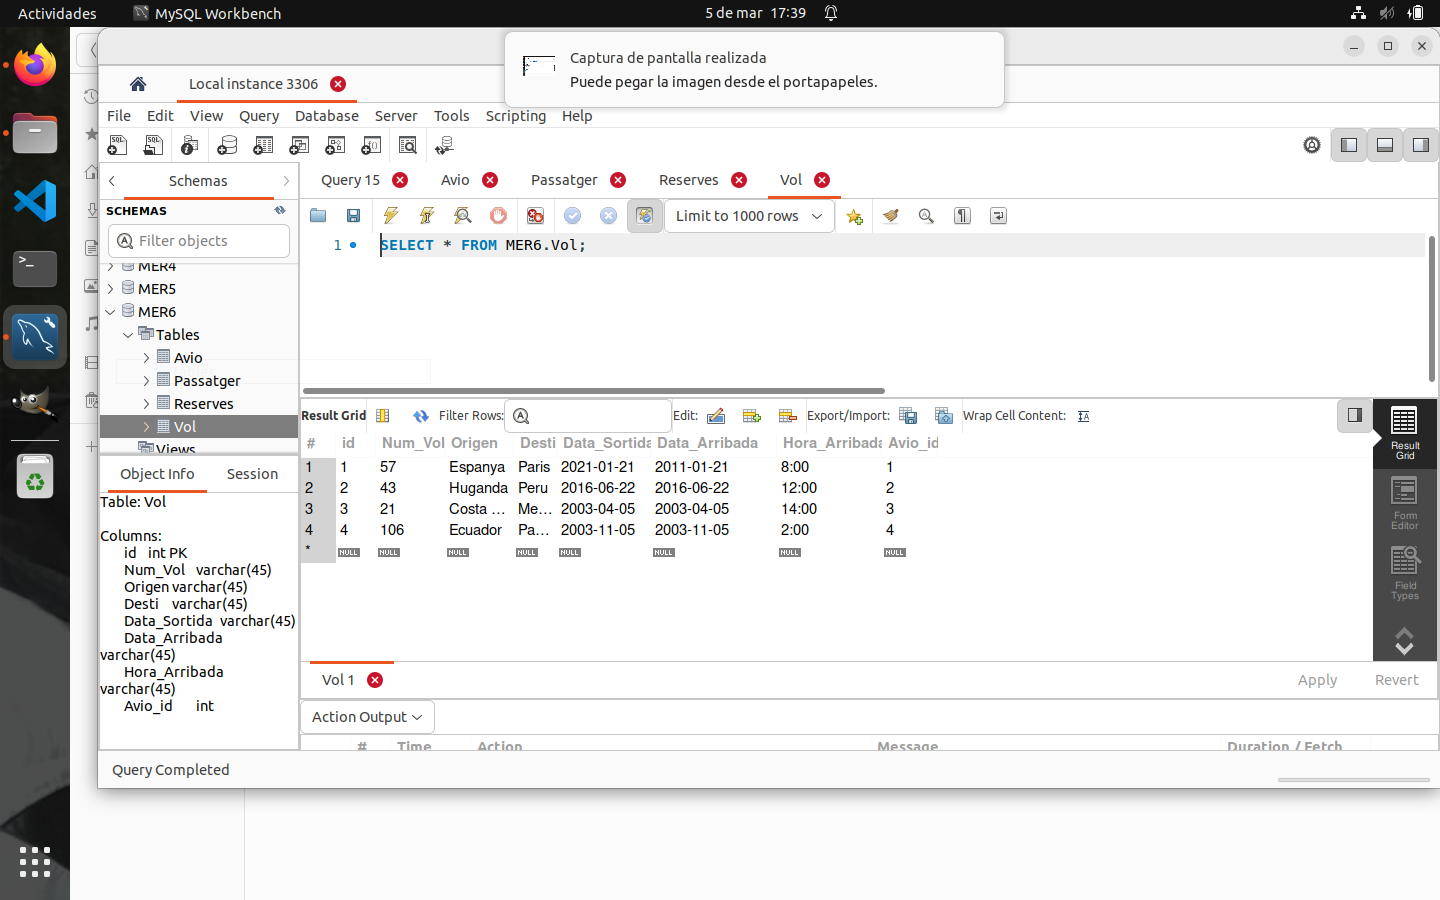 Actividades MySQL Workbench 5 de mar 17:39
Captura de pantalla realizada
Puede pegar la imagen desde el portapapeles.
Local instance 3306
File Edit View Query Database Server Tools Scripting Help
Schemas
Query 15 Avio Passatger Reserves Vol
SCHEMAS
Limit to 1000 rows
Filter objects
1 SELECT * FROM MER6.Vol;
MER4
MER5
MER6
Tables
Avio
Passatger
Reserves
Vol
Views
Result Grid Filter Rows: Edit: Export/Import: Wrap Cell Content:
# id Num_Vol Origen Desti Data_Sortida Data_Arribada Hora_Arribada Avio_id
1 1 57 Espanya Paris 2021-01-21 2011-01-21 8:00 1
2 2 43 Huganda Peru 2016-06-22 2016-06-22 12:00 2
3 3 21 Costa ... Me... 2003-04-05 2003-04-05 14:00 3
4 4 106 Ecuador Pa... 2003-11-05 2003-11-05 2:00 4
* NULL NULL NULL NULL NULL NULL NULL NULL
Result
Grid
Form
Editor
Field
Types
Object Info Session
Table: Vol
Columns:
id int PK
Num_Vol varchar(45)
Origen varchar(45)
Desti varchar(45)
Data_Sortida varchar(45)
Data_Arribada
varchar(45)
Hora_Arribada
varchar(45)
Avio_id int
Vol 1 Apply Revert
Action Output
# Time Action Message Duration / Fetch
Query Completed